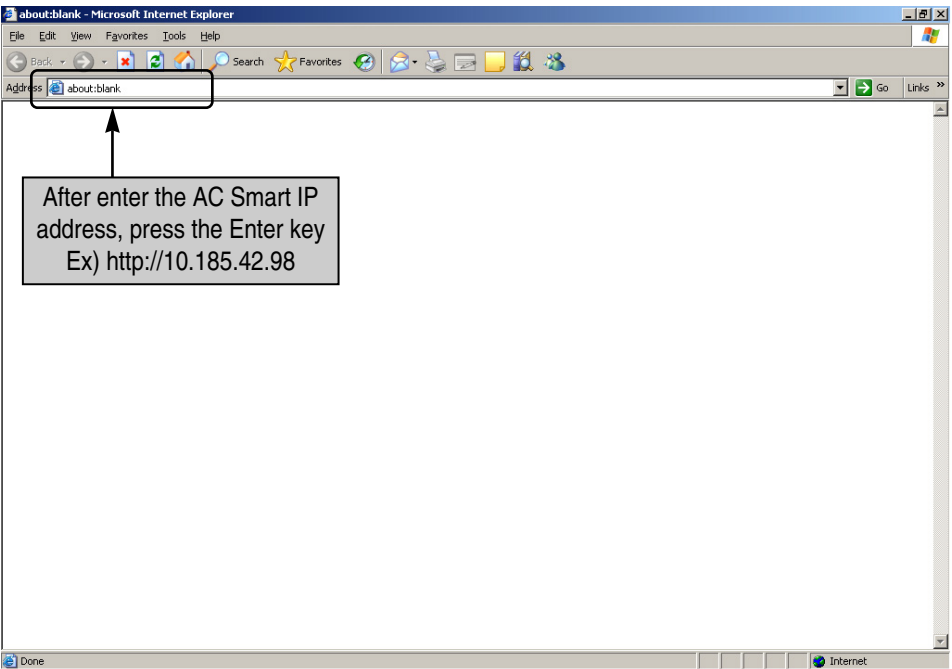 about:blank - Microsoft Internet Explorer
File Edit View Favorites Tools Help
Back Search Favorites
Address about:blank Go Links »
After enter the AC Smart IP
address, press the Enter key
Ex) http://10.185.42.98
Done Internet